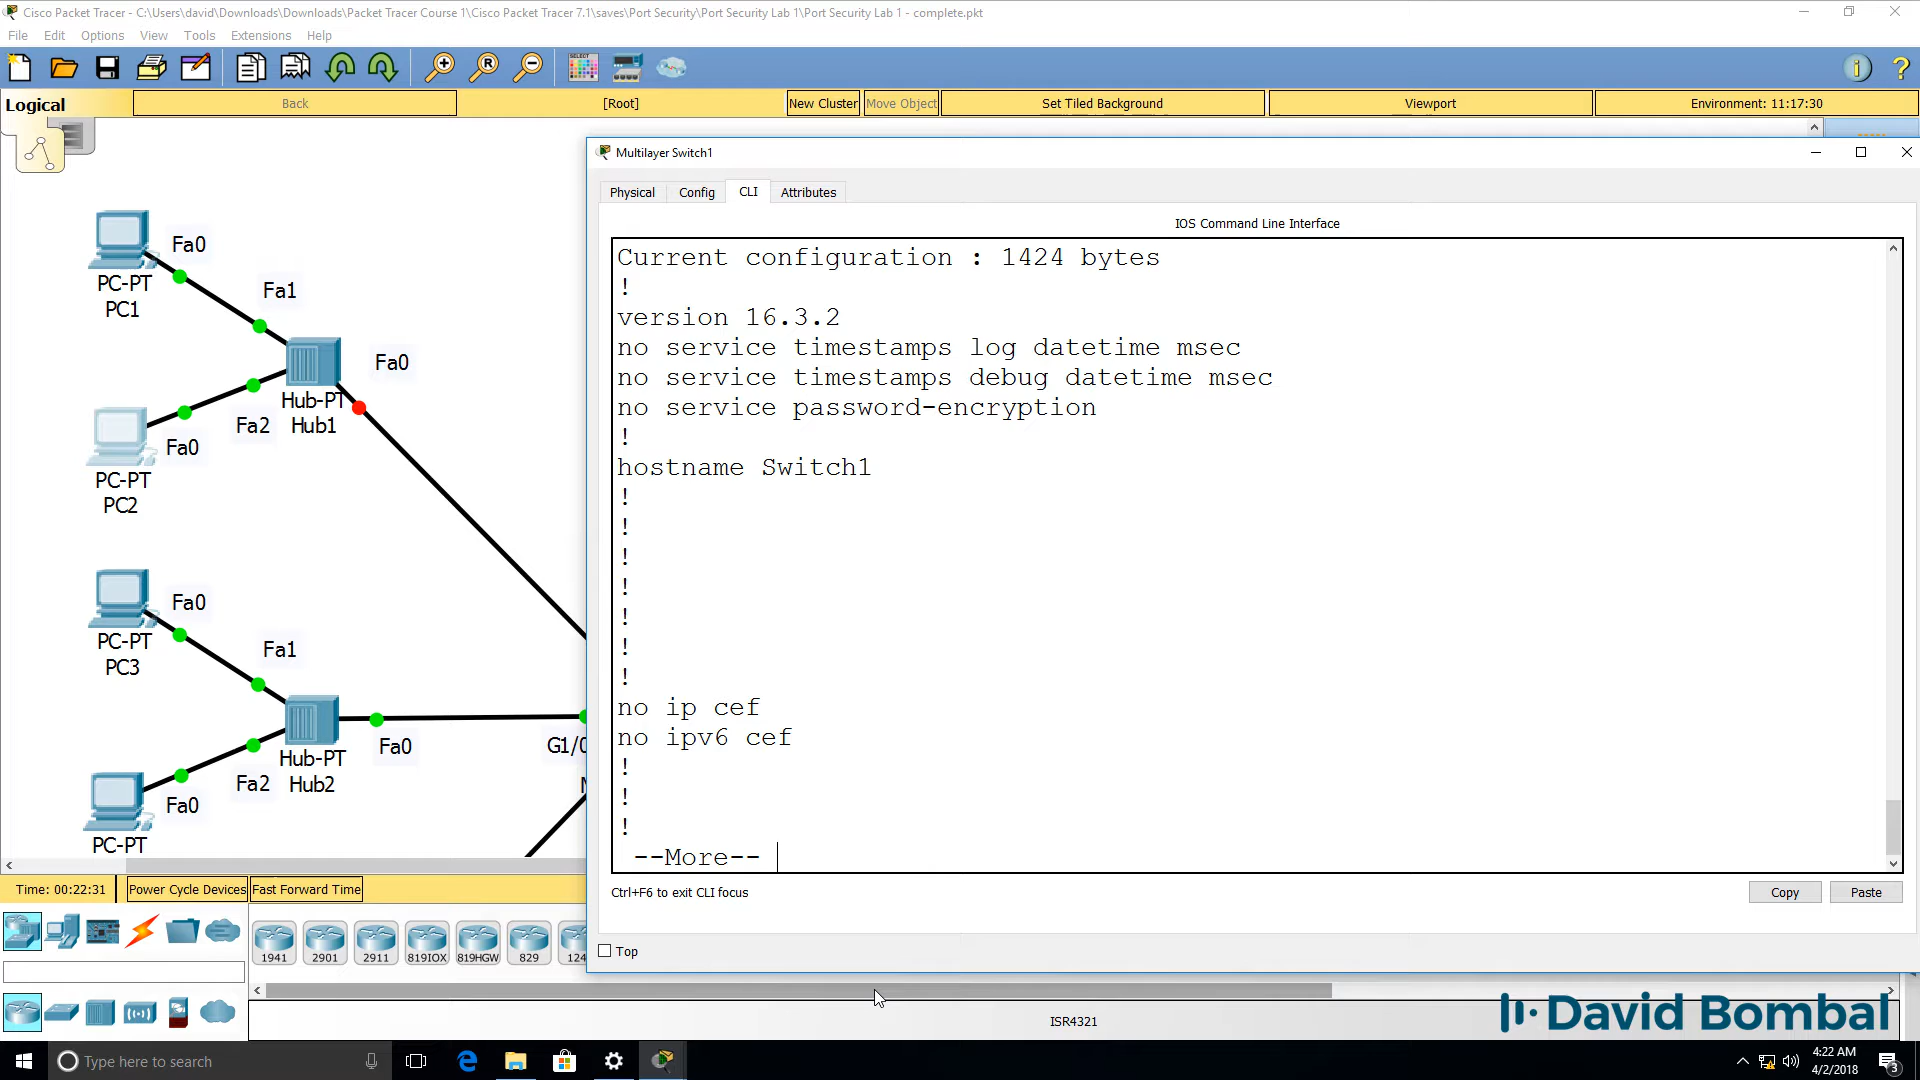 Cisco Packet Tracer - C:\Users\david\Downloads\Downloads\Packet Tracer Course 1\Cisco Packet Tracer 7.1\saves\Port Security\Port Security Lab 1\Port Security Lab 1 - complete.pkt
File Edit Options View Tools Extensions Help
Logical Back [Root] New Cluster Move Object Set Tiled Background Viewport Environment: 11:17:30
Multilayer Switch1
Physical Config CLI Attributes
IOS Command Line Interface
Current configuration : 1424 bytes
!
version 16.3.2
no service timestamps log datetime msec
no service timestamps debug datetime msec
no service password-encryption
!
hostname Switch1
!
!
!
!
!
!
!
no ip cef
no ipv6 cef
!
!
!
--More--
Ctrl+F6 to exit CLI focus
Copy Paste
Top
Fa0
PC-PT
PC1
Fa1
Fa0
Hub-PT
Hub1
Fa2
Fa0
PC-PT
PC2
Fa0
PC-PT
PC3
Fa1
Hub-PT
Hub2
Fa0
G1/0
Fa2
Fa0
PC-PT
Time: 00:22:31 Power Cycle Devices Fast Forward Time
1941 2901 2911 819IOX 819HGW 829 124
ISR4321
David Bombal
Type here to search
4:22 AM
4/2/2018
3